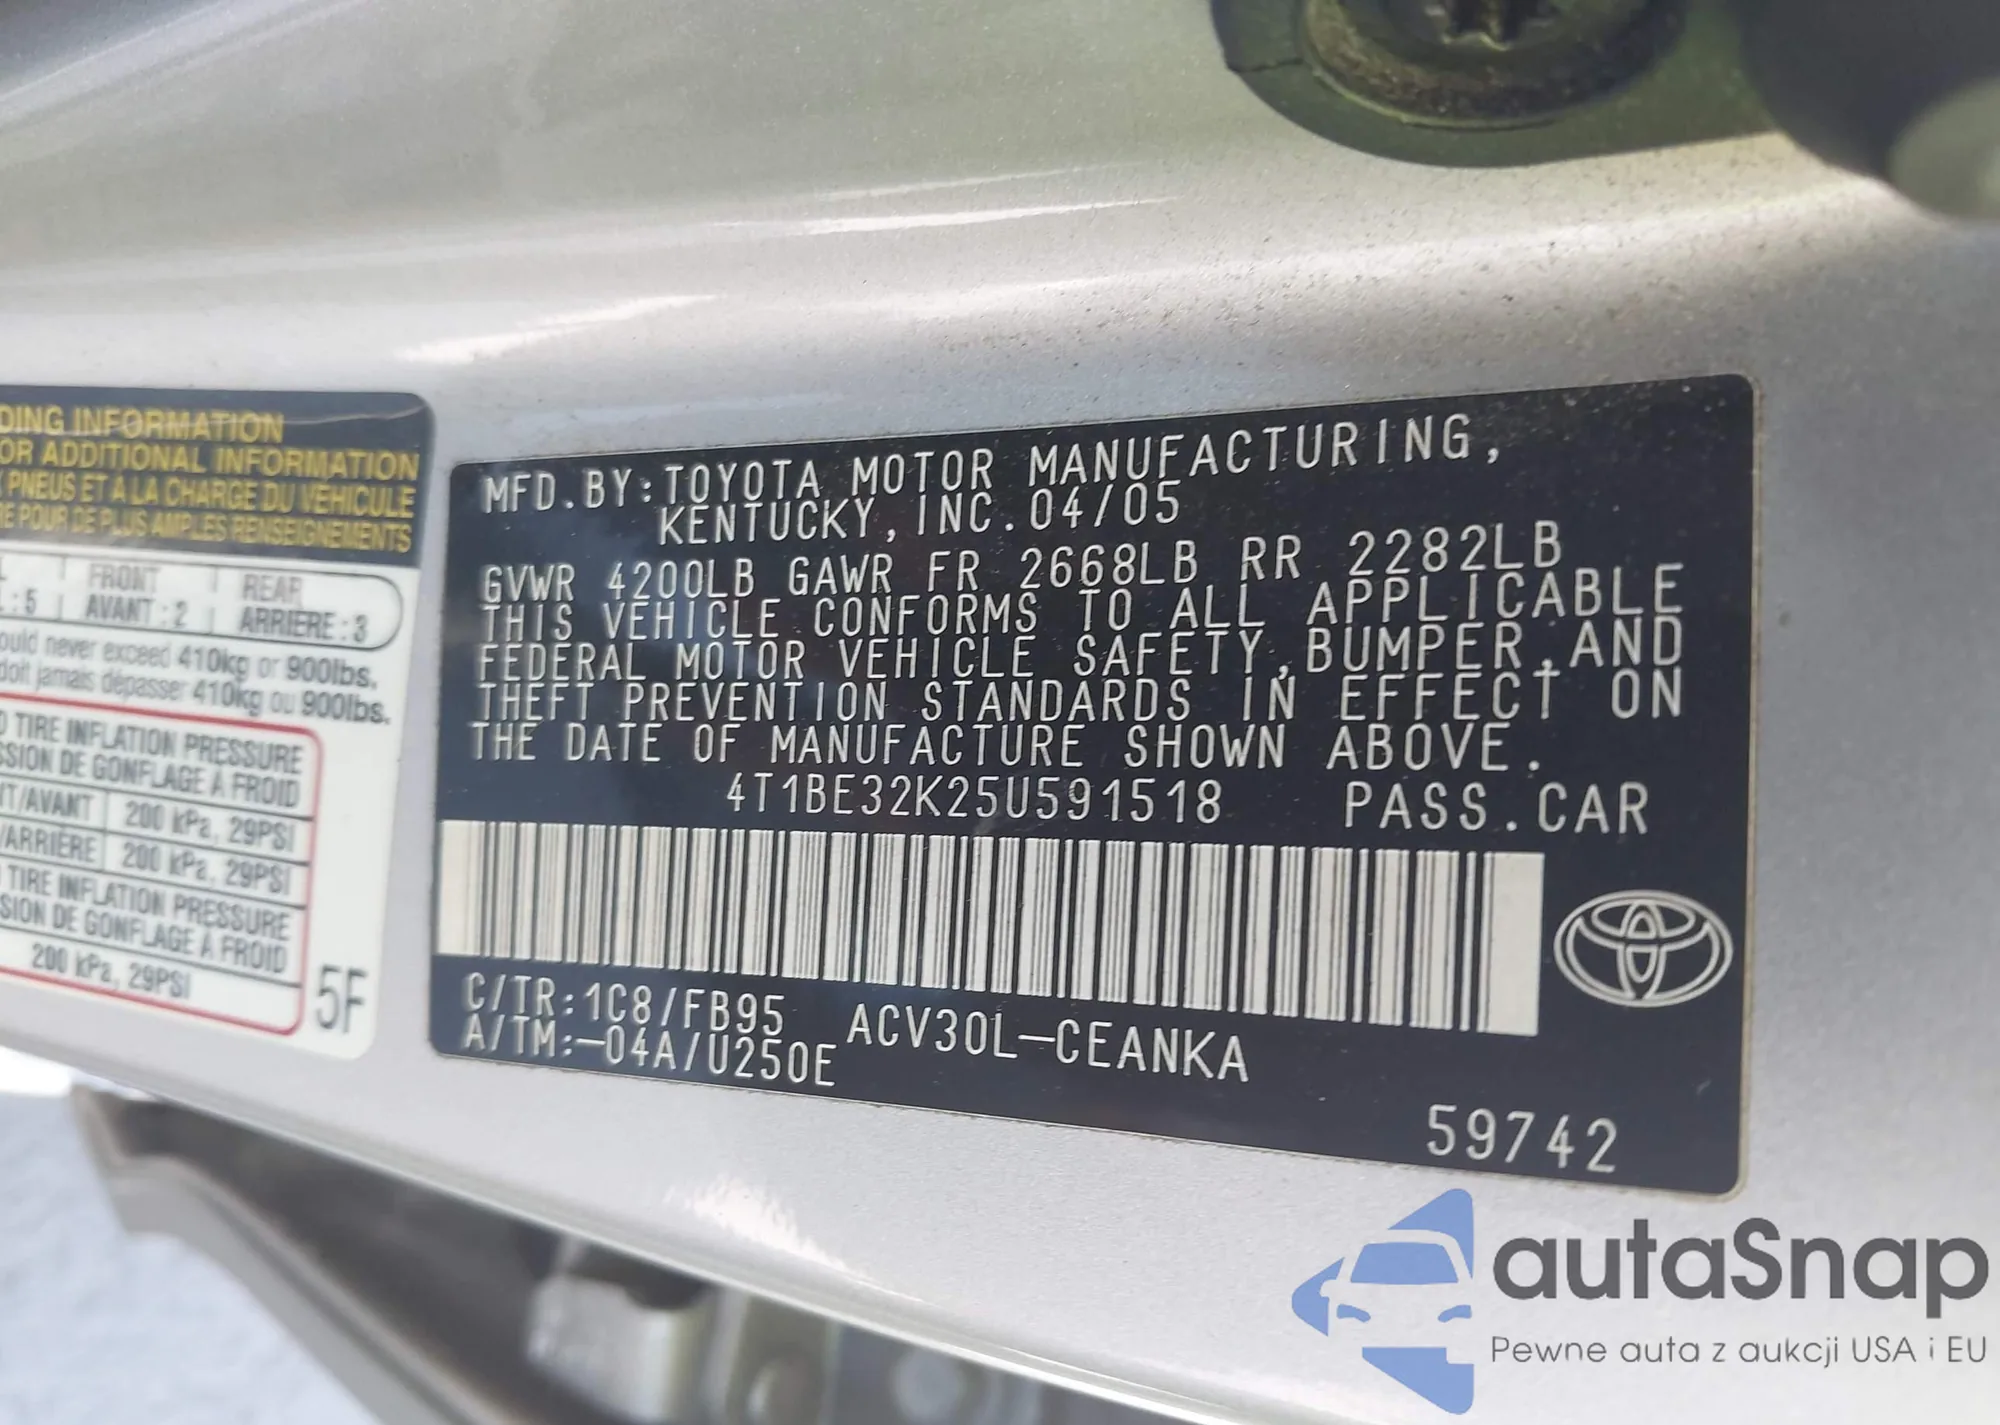 DING INFORMATION
OR ADDITIONAL INFORMATION
PNEUS ET À LA CHARGE DU VÉHICULE
POUR DE PLUS AMPLES RENSEIGNEMENTS
FRONT REAR
:5 AVANT : 2 ARRIÈRE : 3
ould never exceed 410kg or 900lbs.
doit jamais dépasser 410kg ou 900lbs.
TIRE INFLATION PRESSURE
SSION DE GONFLAGE À FROID
T/AVANT 200 kPa, 29PSI
/ARRIÈRE 200 kPa, 29PSI
TIRE INFLATION PRESSURE
SION DE GONFLAGE À FROID
200 kPa, 29PSI
5F
MFD.BY:TOYOTA MOTOR MANUFACTURING,
KENTUCKY,INC.04/05
GVWR 4200LB GAWR FR 2668LB RR 2282LB
THIS VEHICLE CONFORMS TO ALL APPLICABLE
FEDERAL MOTOR VEHICLE SAFETY,BUMPER,AND
THEFT PREVENTION STANDARDS IN EFFECT ON
THE DATE OF MANUFACTURE SHOWN ABOVE.
4T1BE32K25U591518 PASS.CAR
C/TR:1C8/FB95 ACV30L-CEANKA
A/TM:-04A/U250E
59742
autaSnap
Pewne auta z aukcji USA i EU